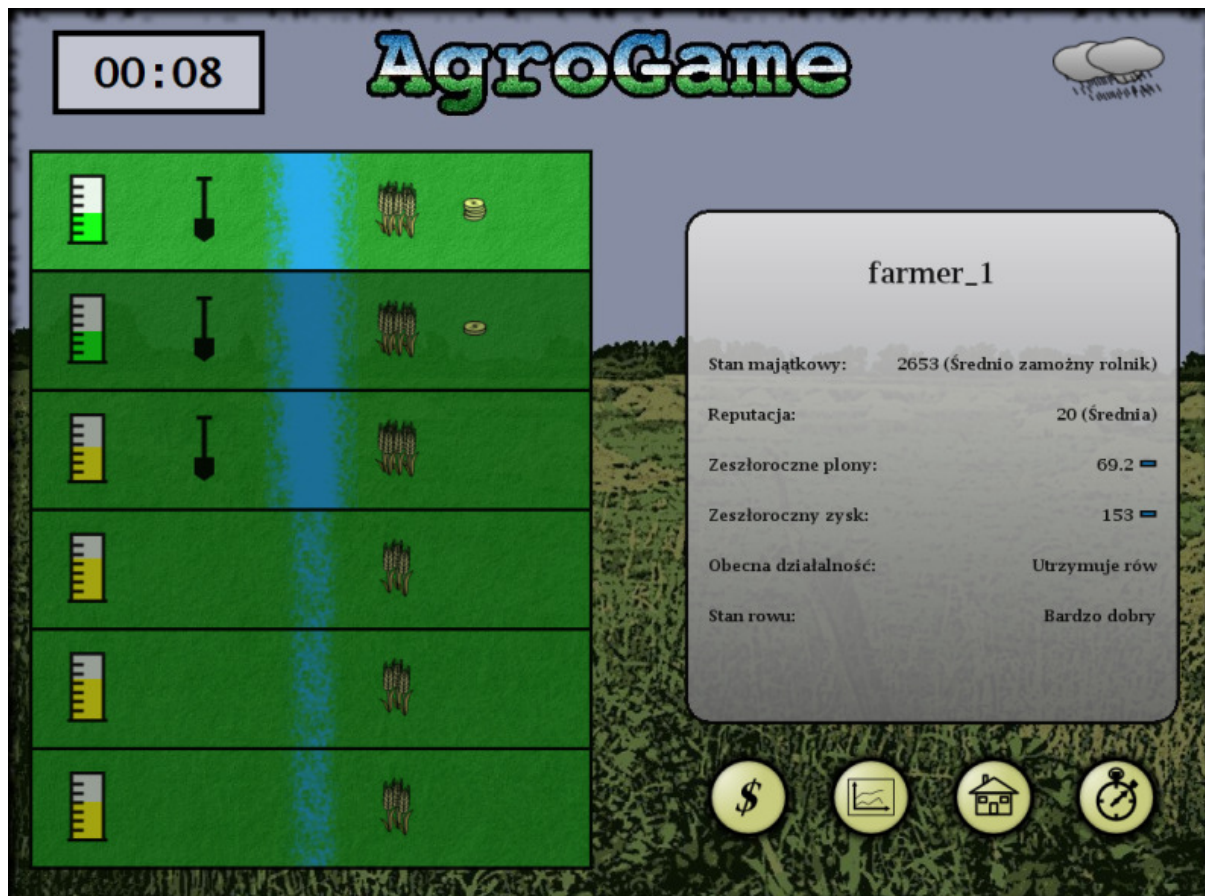 00:08
AgroGame
farmer_1
Stan majątkowy: 2653 (Średnio zamożny rolnik)
Reputacja: 20 (Średnia)
Zeszłoroczne plony: 69.2
Zeszłoroczny zysk: 153
Obecna działalność: Utrzymuje rów
Stan rowu: Bardzo dobry
$